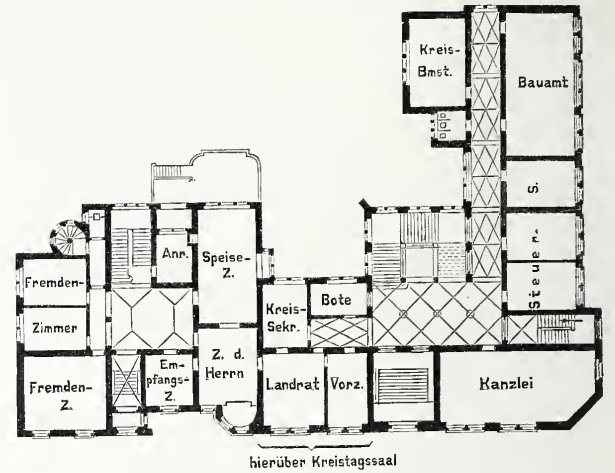 Kreis-
Bmst.
Bauamt
S.
Steuer-
Anr.
Speise-
Z.
Fremden-
Zimmer
Kreis-
Sekr.
Bote
Fremden-
Z.
Em-
pfangs-
Z.
Z. d.
Herrn
Landrat
Vorz.
Kanzlei
hierüber Kreistagssaal